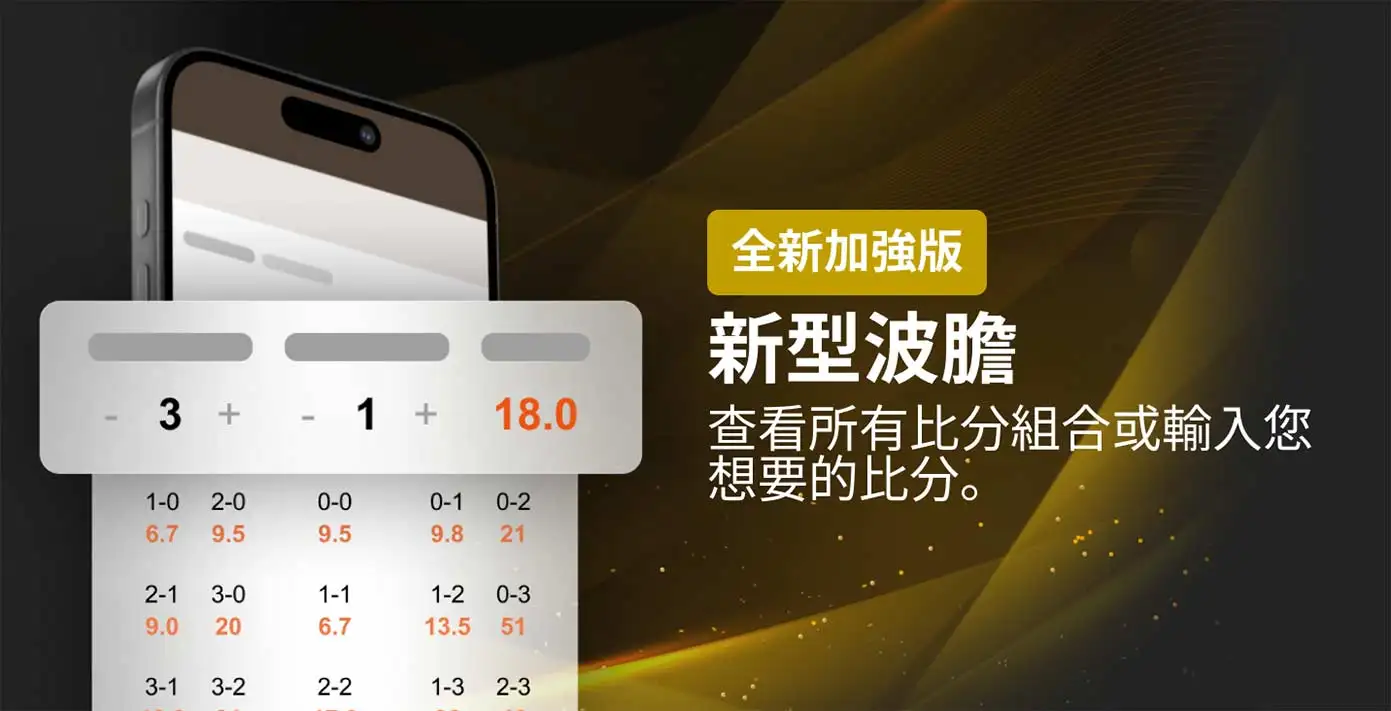 全新加強版
新型波膽
查看所有比分組合或輸入您
想要的比分。
- 3 + - 1 + 18.0
1-0 2-0 0-0 0-1 0-2
6.7 9.5 9.5 9.8 21
2-1 3-0 1-1 1-2 0-3
9.0 20 6.7 13.5 51
3-1 3-2 2-2 1-3 2-3